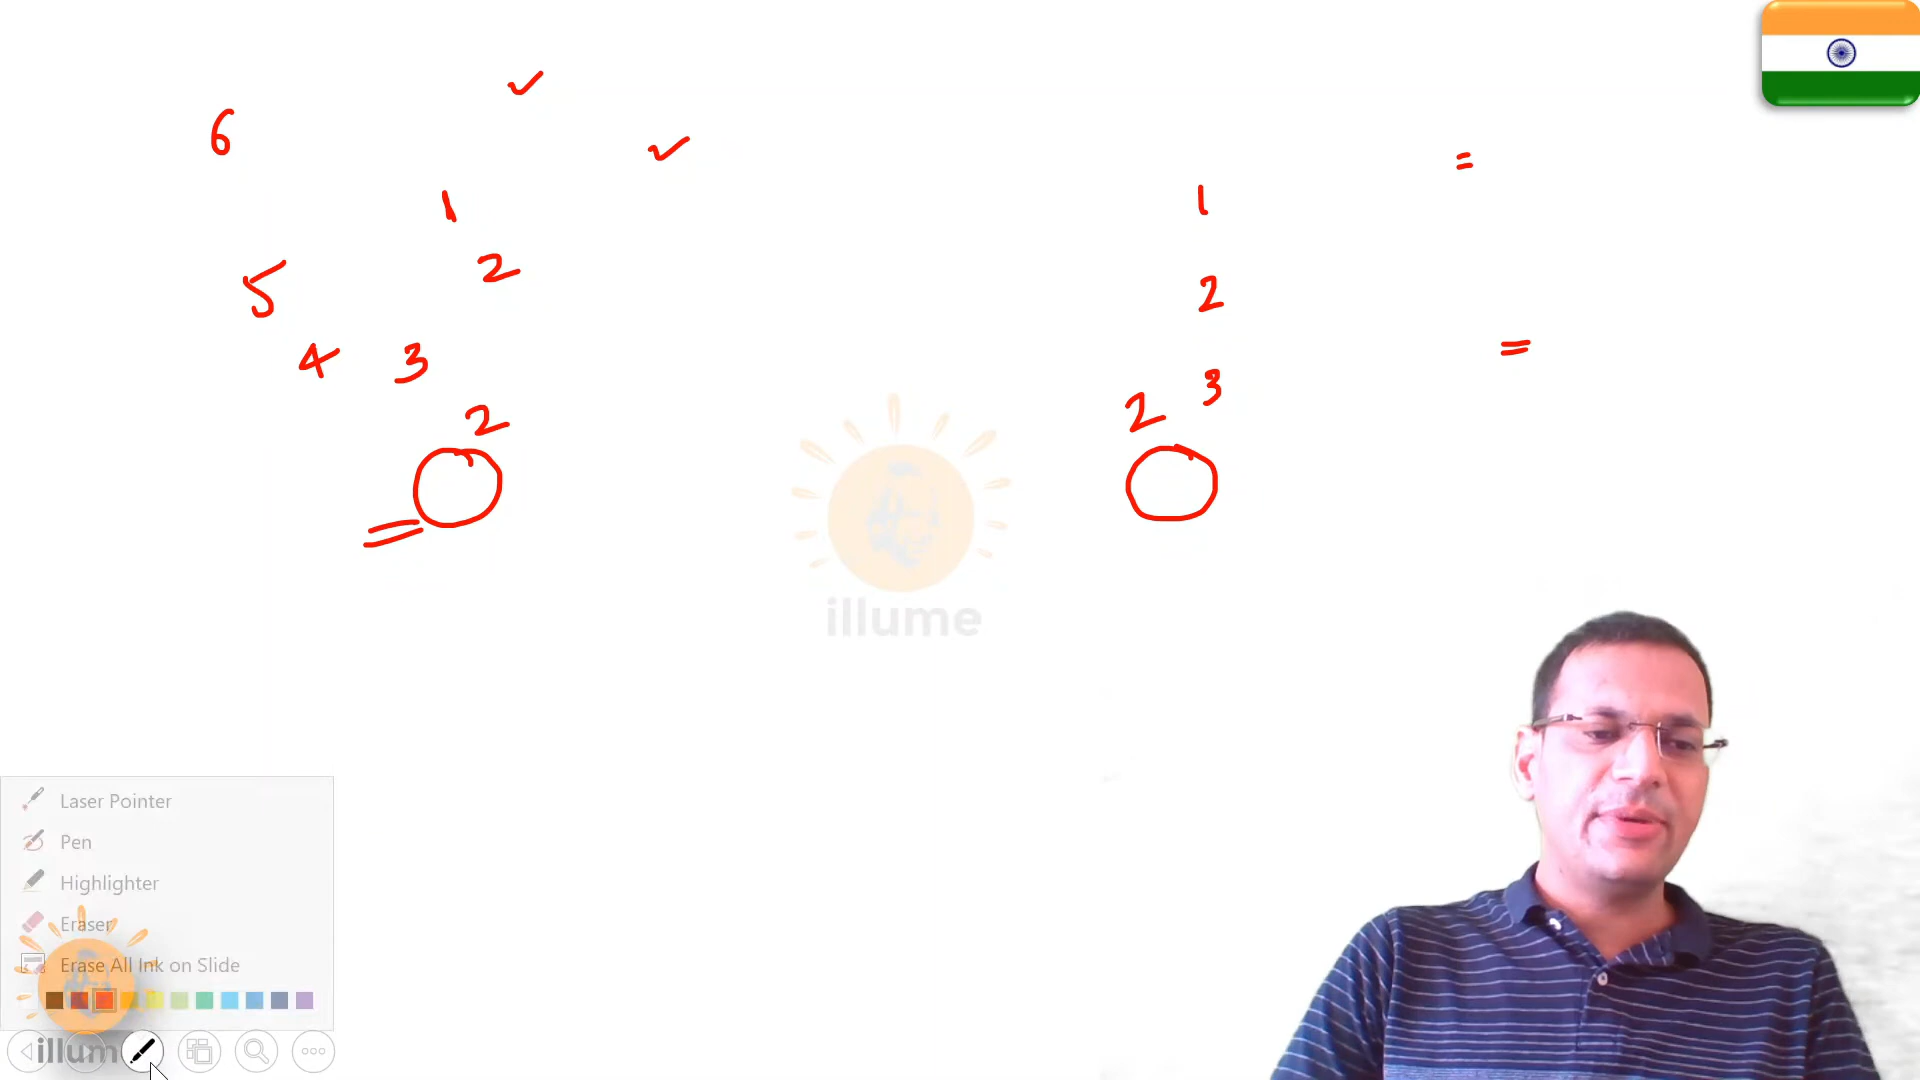 6
1
1
2
5
2
4 3
3
2
2
illume
Laser Pointer
Pen
Highlighter
Eraser
Erase All Ink on Slide
illum